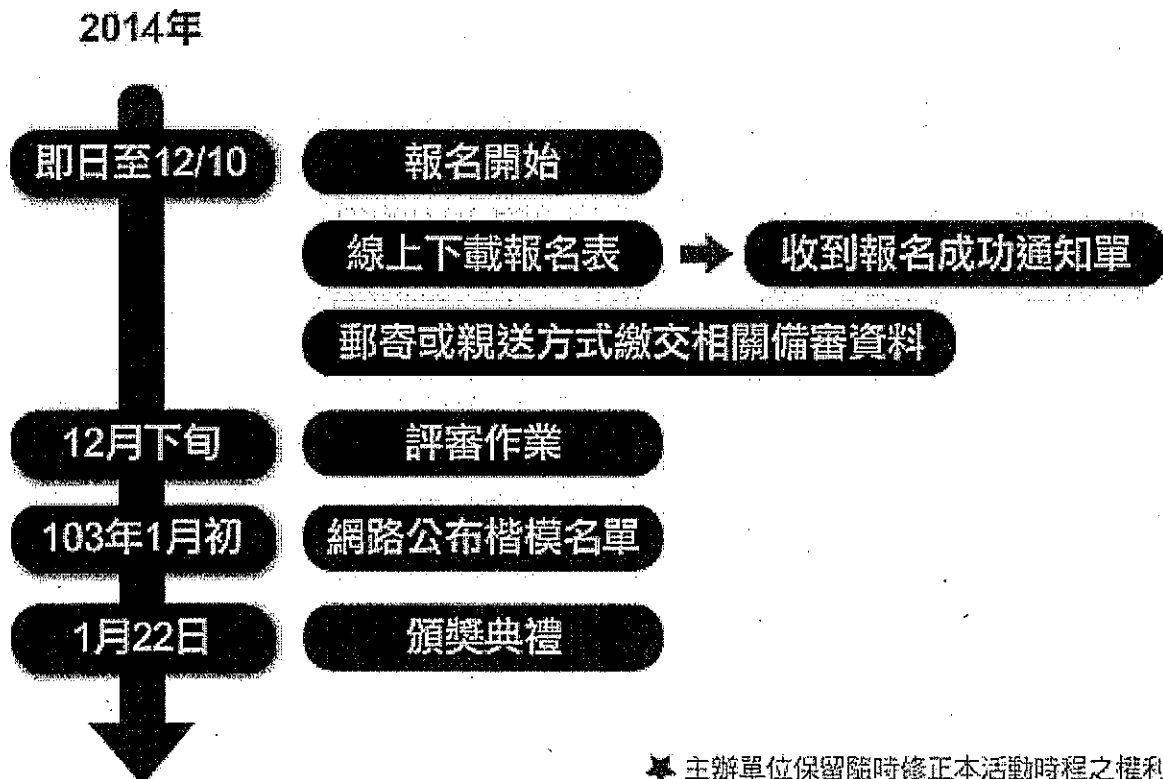 2014年
即日至12/10
報名開始
線上下載報名表
收到報名成功通知單
郵寄或親送方式繳交相關備審資料
12月下旬
評審作業
103年1月初
網路公布楷模名單
1月22日
頒獎典禮
主辦單位保留隨時修正本活動時程之權利